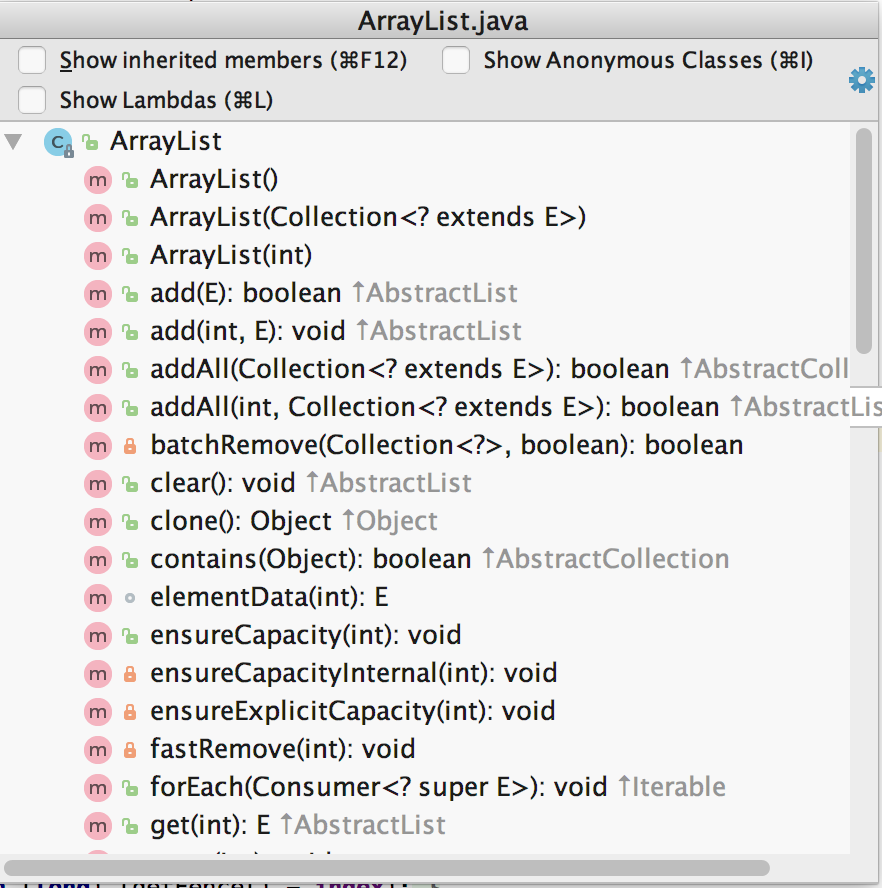 ArrayList.java
Show inherited members (⌘F12) Show Anonymous Classes (⌘I)
Show Lambdas (⌘L)
C ArrayList
m ArrayList()
m ArrayList(Collection<? extends E>)
m ArrayList(int)
m add(E): boolean ↑AbstractList
m add(int, E): void ↑AbstractList
m addAll(Collection<? extends E>): boolean ↑AbstractColl
m addAll(int, Collection<? extends E>): boolean ↑AbstractLis
m batchRemove(Collection<?>, boolean): boolean
m clear(): void ↑AbstractList
m clone(): Object ↑Object
m contains(Object): boolean ↑AbstractCollection
m elementData(int): E
m ensureCapacity(int): void
m ensureCapacityInternal(int): void
m ensureExplicitCapacity(int): void
m fastRemove(int): void
m forEach(Consumer<? super E>): void ↑Iterable
m get(int): E ↑AbstractList